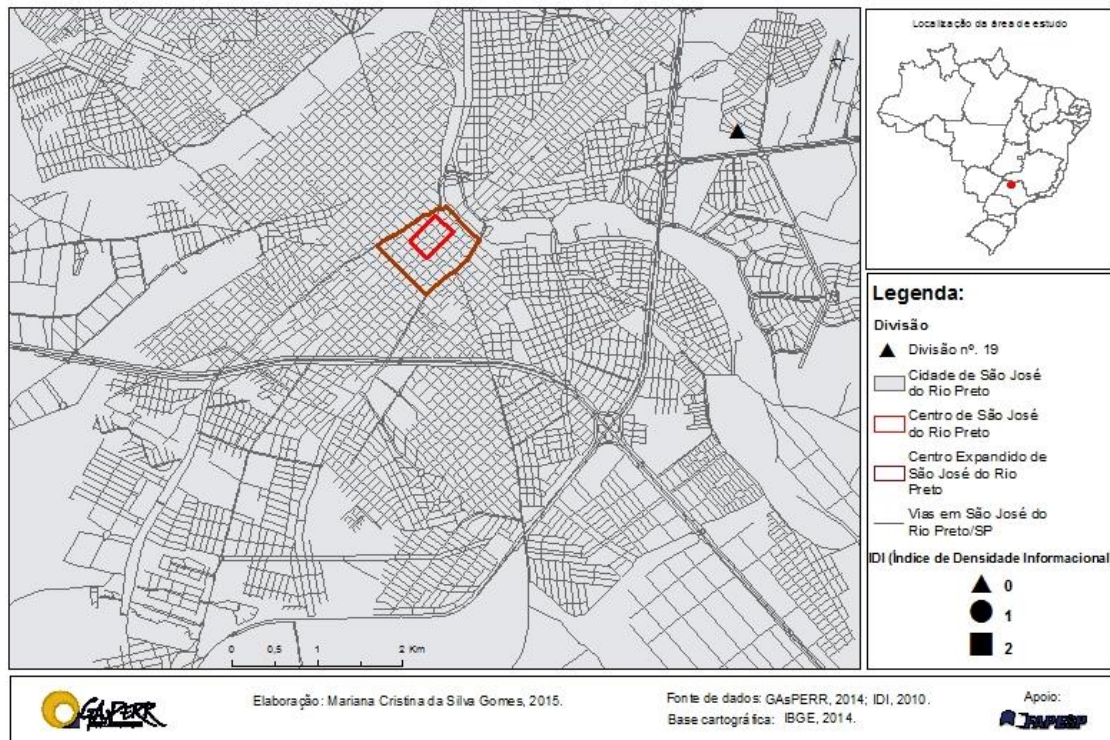 Localização da área de estudo
Legenda:
Divisão
Divisão nº. 19
Cidade de São José
do Rio Preto
Centro de São José
do Rio Preto
Centro Expandido de
São José do Rio
Preto
Vias em São José do
Rio Preto/SP
IDI (Índice de Densidade Informacional
0
1
2
0 0,5 1 2 Km
GAsPERR
Elaboração: Mariana Cristina da Silva Gomes, 2015.
Fonte de dados: GAsPERR, 2014; IDI, 2010.
Base cartográfica: IBGE, 2014.
Apoio:
FAPESP